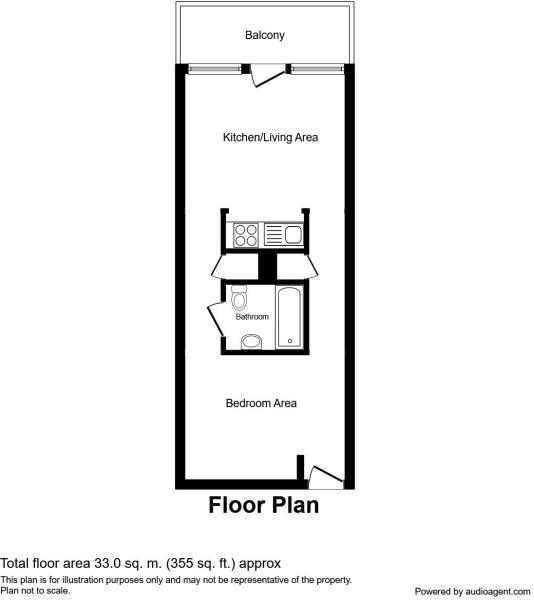 Balcony
Kitchen/Living Area
Bathroom
Bedroom Area
Floor Plan
Total floor area 33.0 sq. m. (355 sq. ft.) approx
This plan is for illustration purposes only and may not be representative of the property.
Plan not to scale.
Powered by audioagent.com